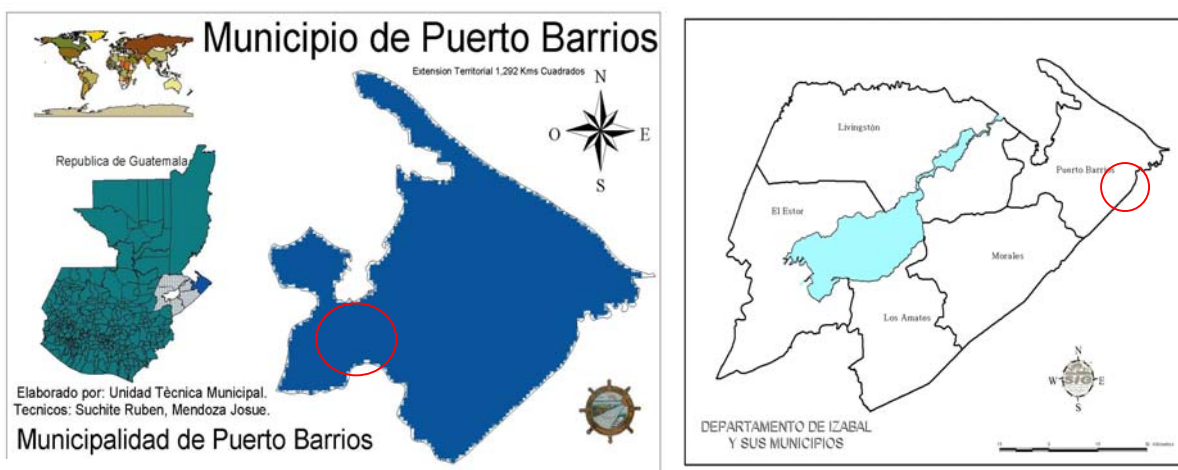 Municipio de Puerto Barrios
Extension Territorial 1,292 Kms Cuadrados
N
O
E
S
Republica de Guatemala
Elaborado por: Unidad Tècnica Municipal.
Tecnicos: Suchite Ruben, Mendoza Josue.
Municipalidad de Puerto Barrios
Livingstón
Puerto Barrios
El Estor
Morales
Los Amates
N
W
SIG
E
S
DEPARTAMENTO DE IZABAL
Y SUS MUNICIPIOS